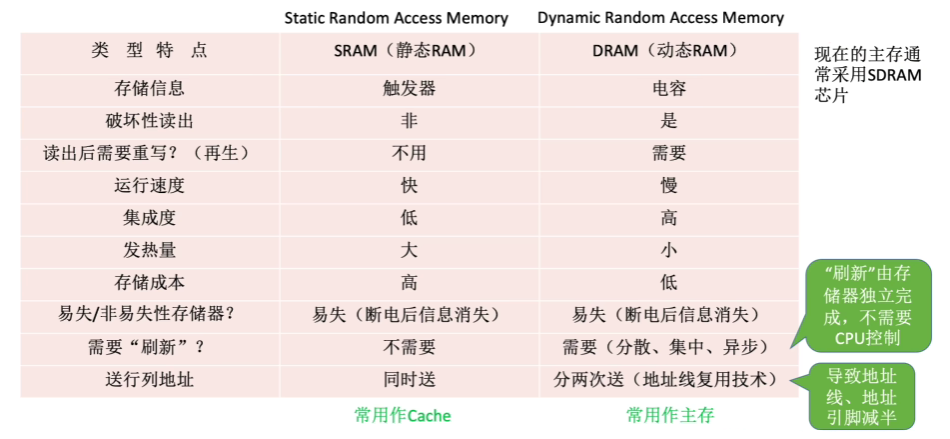 Static Random Access Memory Dynamic Random Access Memory
类 型 特 点 SRAM（静态RAM） DRAM（动态RAM）
存储信息 触发器 电容
破坏性读出 非 是
读出后需要重写？（再生） 不用 需要
运行速度 快 慢
集成度 低 高
发热量 大 小
存储成本 高 低
易失/非易失性存储器？ 易失（断电后信息消失） 易失（断电后信息消失）
需要“刷新”？ 不需要 需要（分散、集中、异步）
送行列地址 同时送 分两次送（地址线复用技术）
常用作Cache 常用作主存
现在的主存通
常采用SDRAM
芯片
“刷新”由存
储器独立完
成，不需要
CPU控制
导致地址
线、地址
引脚减半